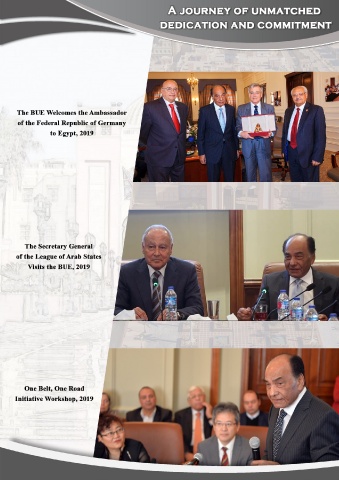 A JOURNEY OF UNMATCHED
DEDICATION AND COMMITMENT
The BUE Welcomes the Ambassador
of the Federal Republic of Germany
to Egypt, 2019
The Secretary General
of the League of Arab States
Visits the BUE, 2019
One Belt, One Road
Initiative Workshop, 2019